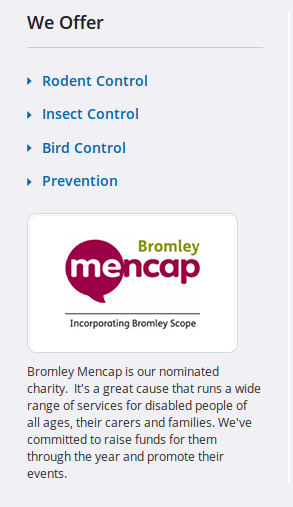 We Offer
Rodent Control
Insect Control
Bird Control
Prevention
Bromley
mencap
Incorporating Bromley Scope
Bromley Mencap is our nominated
charity.  It's a great cause that runs a wide
range of services for disabled people of
all ages, their carers and families. We've
committed to raise funds for them
through the year and promote their
events.